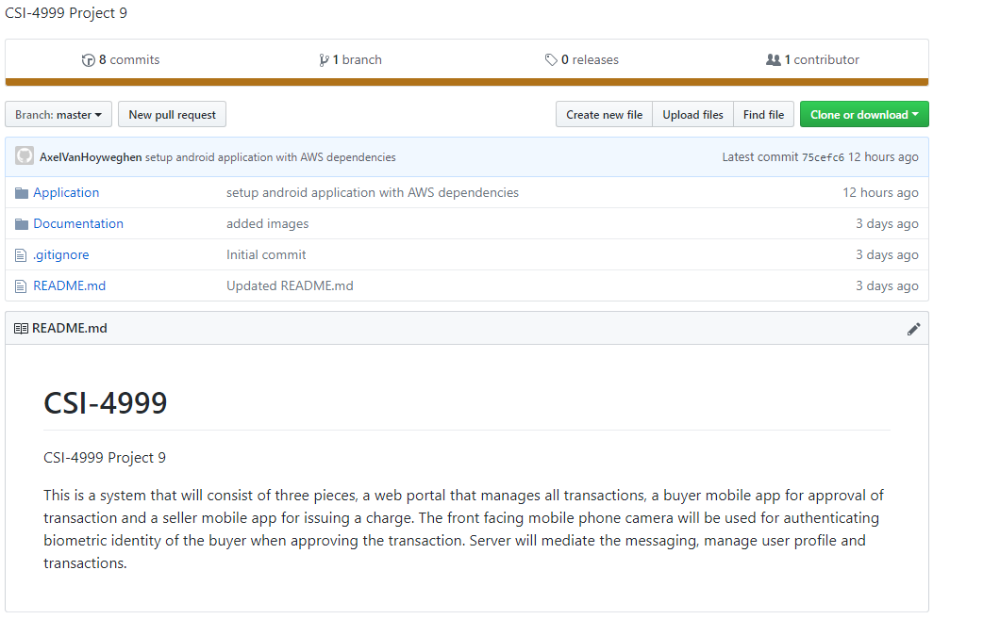 CSI-4999 Project 9
8 commits 1 branch 0 releases 1 contributor
Branch: master New pull request Create new file Upload files Find file Clone or download
AxelVanHoyweghen setup android application with AWS dependencies Latest commit 75cefc6 12 hours ago
Application setup android application with AWS dependencies 12 hours ago
Documentation added images 3 days ago
.gitignore Initial commit 3 days ago
README.md Updated README.md 3 days ago
README.md
CSI-4999
CSI-4999 Project 9
This is a system that will consist of three pieces, a web portal that manages all transactions, a buyer mobile app for approval of
transaction and a seller mobile app for issuing a charge. The front facing mobile phone camera will be used for authenticating
biometric identity of the buyer when approving the transaction. Server will mediate the messaging, manage user profile and
transactions.